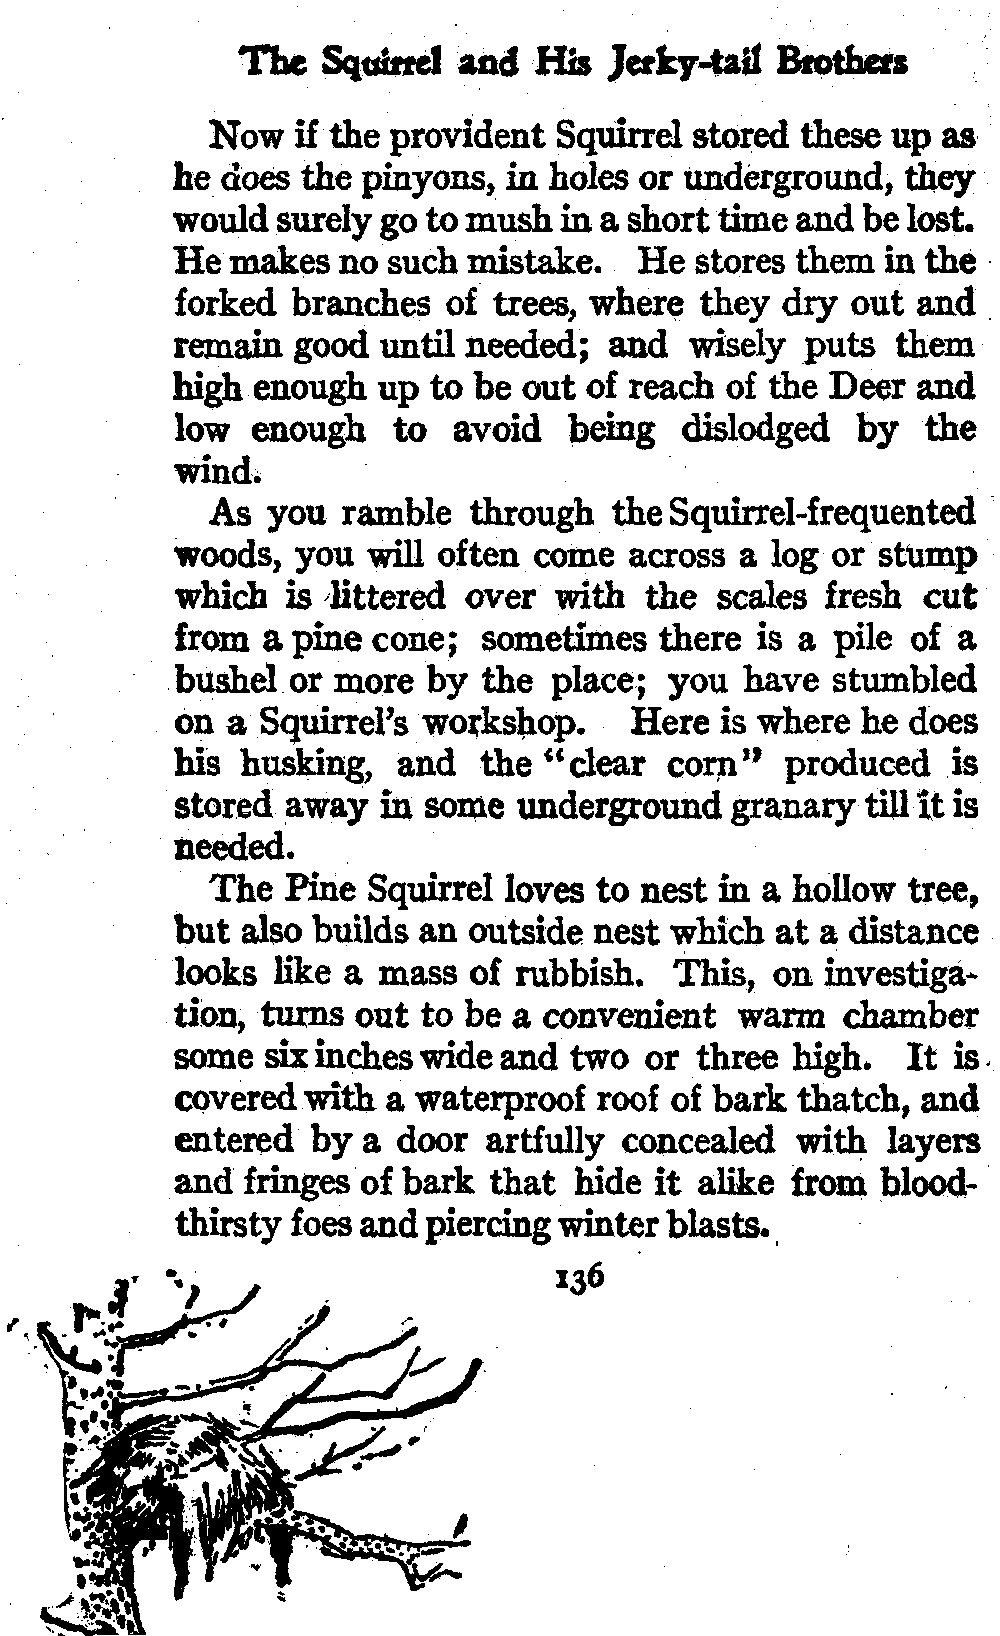 The Squirrel and His Jerky-tail Brothers
Now if the provident Squirrel stored these up as
he does the pinyons, in holes or underground, they
would surely go to mush in a short time and be lost.
He makes no such mistake. He stores them in the
forked branches of trees, where they dry out and
remain good until needed; and wisely puts them
high enough up to be out of reach of the Deer and
low enough to avoid being dislodged by the
wind.
As you ramble through the Squirrel-frequented
woods, you will often come across a log or stump
which is littered over with the scales fresh cut
from a pine cone; sometimes there is a pile of a
bushel or more by the place; you have stumbled
on a Squirrel's workshop. Here is where he does
his husking, and the "clear corn" produced is
stored away in some underground granary till it is
needed.
The Pine Squirrel loves to nest in a hollow tree,
but also builds an outside nest which at a distance
looks like a mass of rubbish. This, on investiga-
tion, turns out to be a convenient warm chamber
some six inches wide and two or three high. It is
covered with a waterproof roof of bark thatch, and
entered by a door artfully concealed with layers
and fringes of bark that hide it alike from blood-
thirsty foes and piercing winter blasts.
136